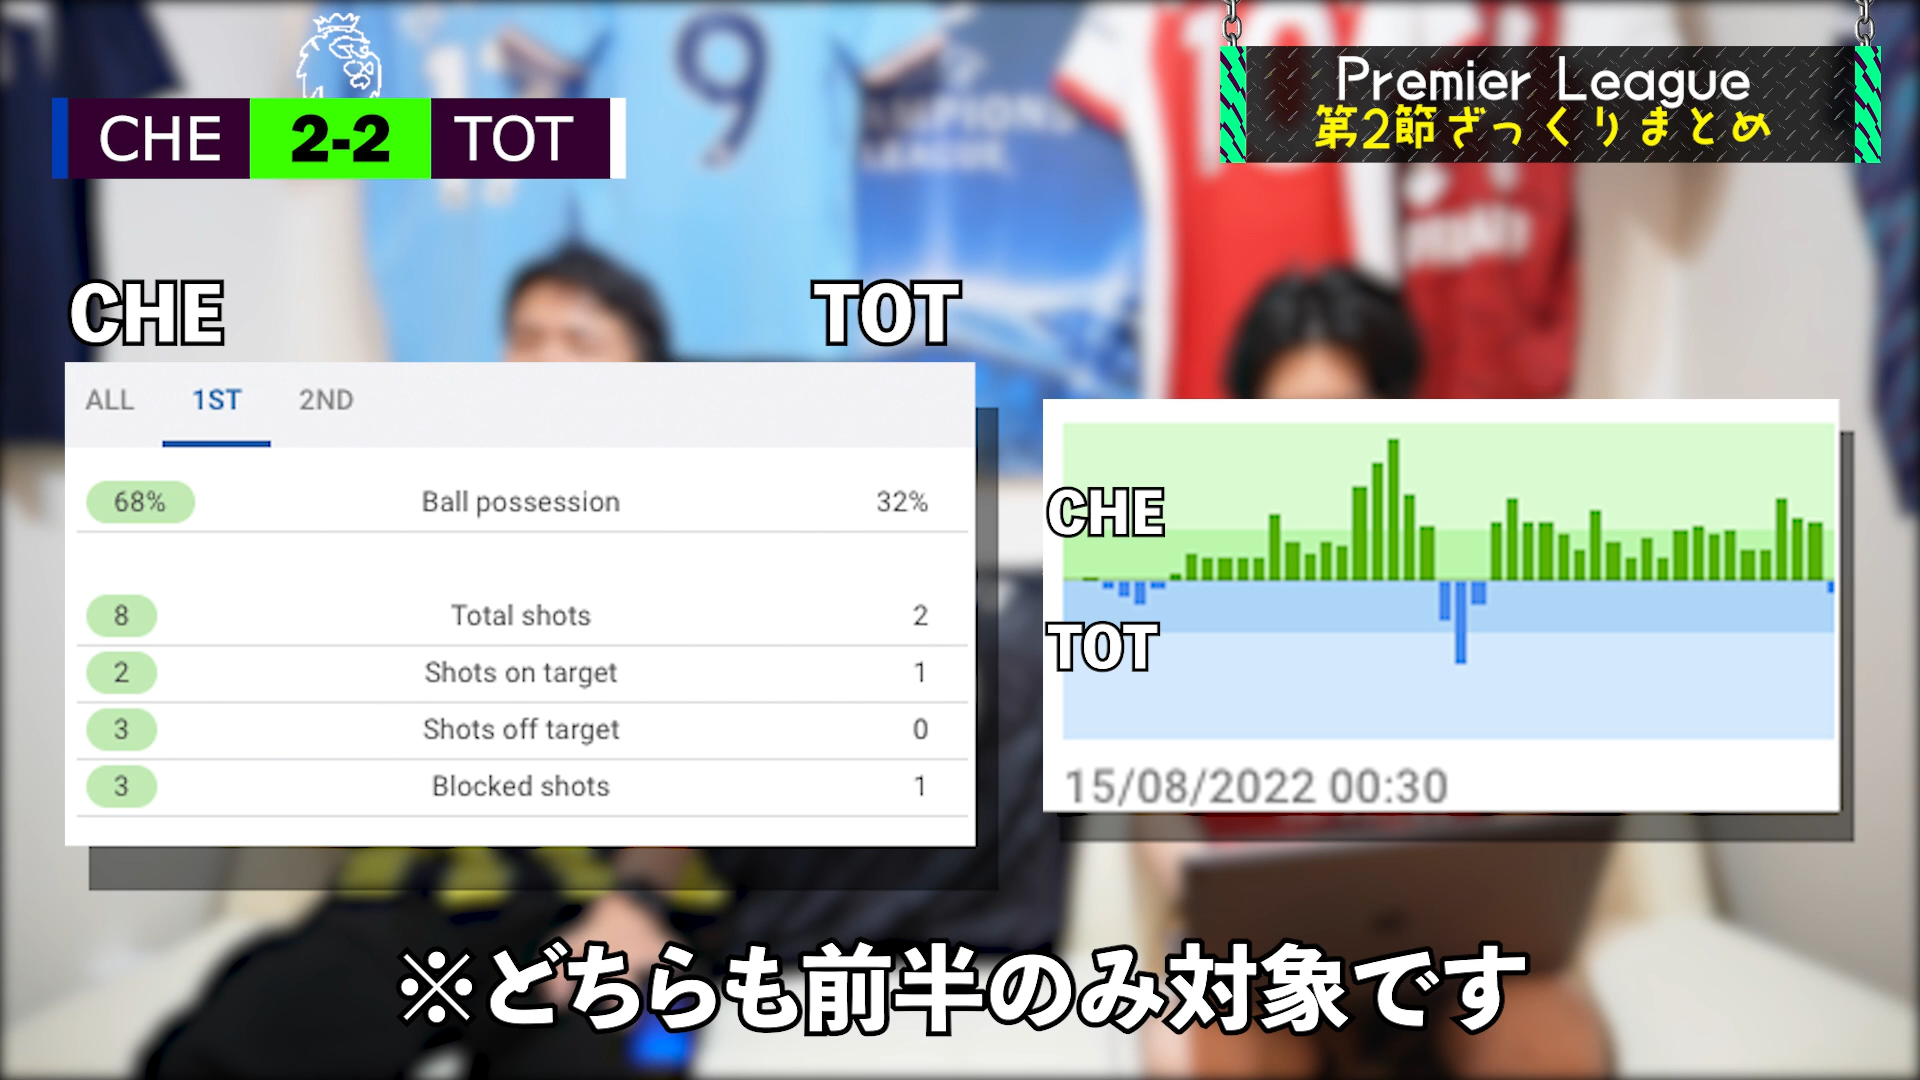 CHE 2-2 TOT
Premier League
第2節ざっくりまとめ
CHE TOT
ALL 1ST 2ND
68% Ball possession 32%
8 Total shots 2
2 Shots on target 1
3 Shots off target 0
3 Blocked shots 1
CHE
TOT
15/08/2022 00:30
※どちらも前半のみ対象です